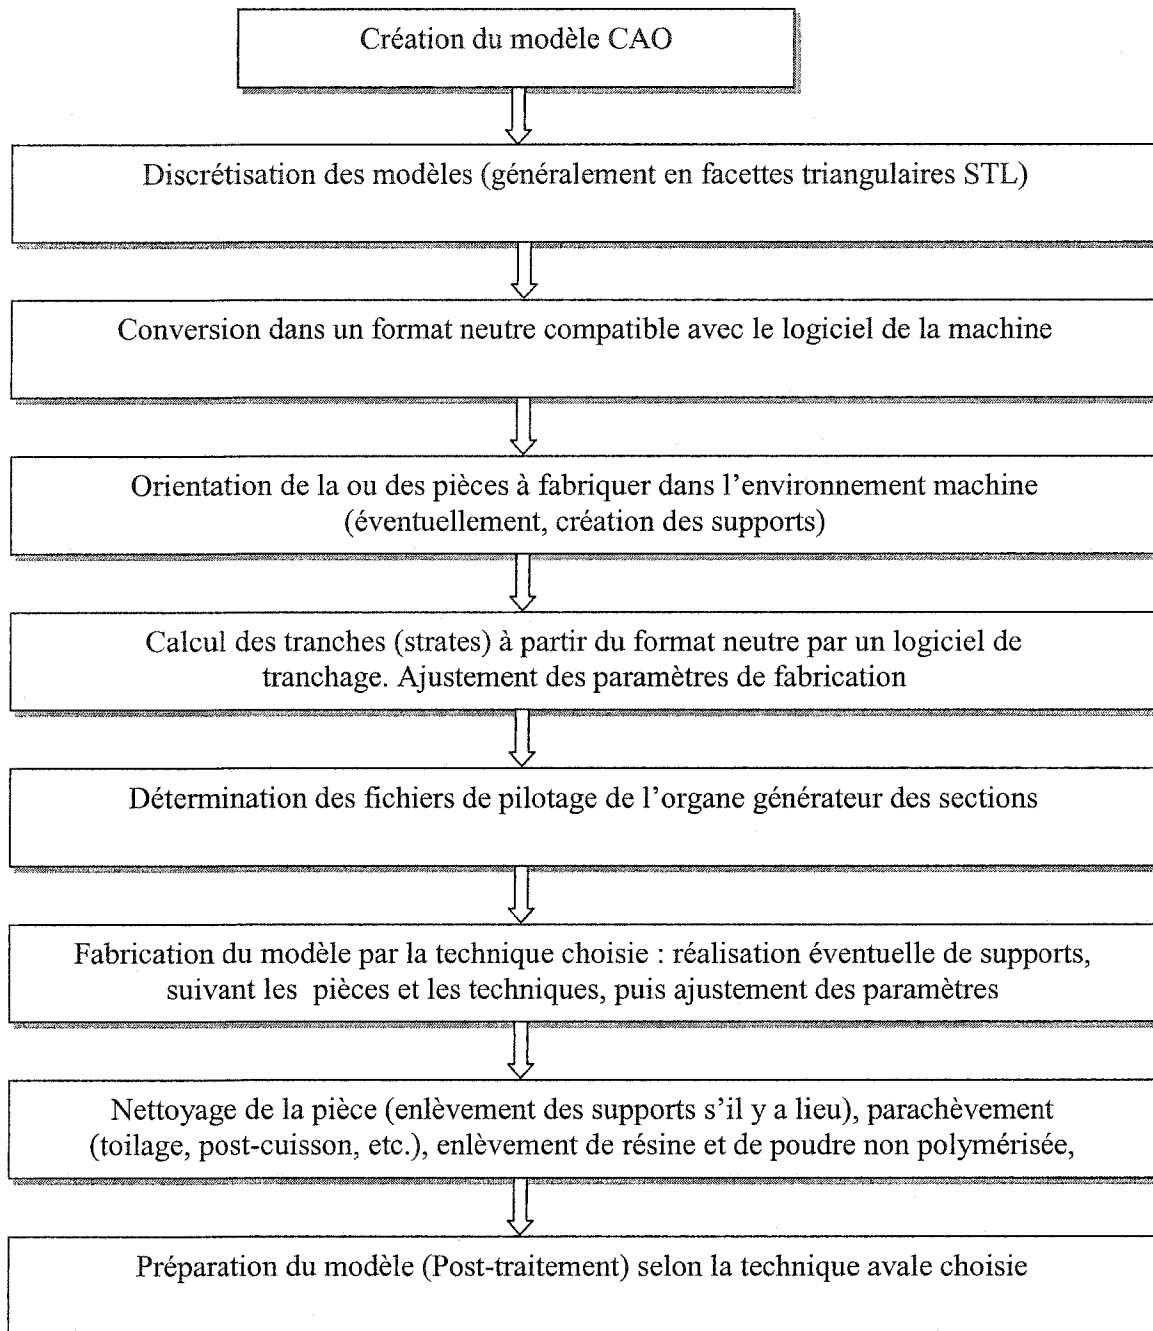 Création du modèle CAO
Discrétisation des modèles (généralement en facettes triangulaires STL)
Conversion dans un format neutre compatible avec le logiciel de la machine
Orientation de la ou des pièces à fabriquer dans l'environnement machine
(éventuellement, création des supports)
Calcul des tranches (strates) à partir du format neutre par un logiciel de
tranchage. Ajustement des paramètres de fabrication
Détermination des fichiers de pilotage de l'organe générateur des sections
Fabrication du modèle par la technique choisie : réalisation éventuelle de supports,
suivant les pièces et les techniques, puis ajustement des paramètres
Nettoyage de la pièce (enlèvement des supports s'il y a lieu), parachèvement
(toilage, post-cuisson, etc.), enlèvement de résine et de poudre non polymérisée,
Préparation du modèle (Post-traitement) selon la technique avale choisie